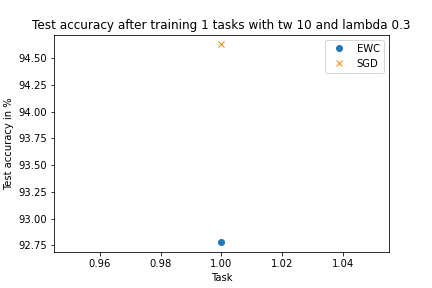 Test accuracy after training 1 tasks with tw 10 and lambda 0.3
EWC
SGD
Test accuracy in %
94.50
94.25
94.00
93.75
93.50
93.25
93.00
92.75
0.96 0.98 1.00 1.02 1.04
Task